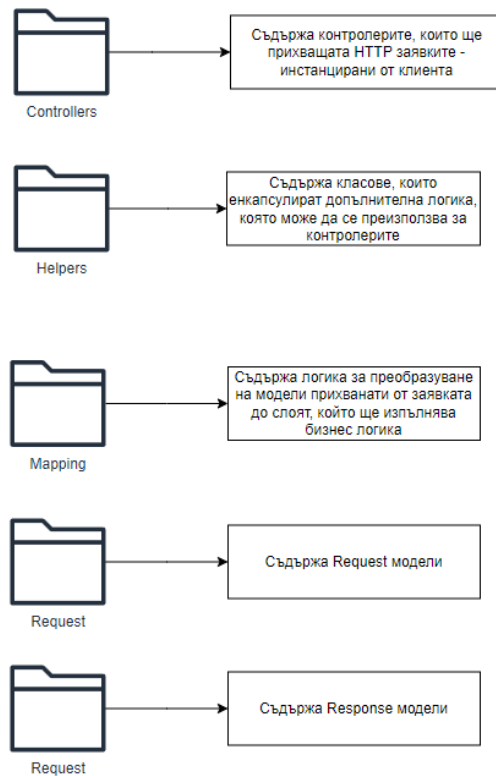 Съдържа контролерите, които ще
прихващата HTTP заявките -
инстанцирани от клиента
Controllers
Съдържа класове, които
енкапсулират допълнителна логика,
която може да се преизползва за
контролерите
Helpers
Съдържа логика за преобразуване
на модели прихванати от заявката
до слоят, който ще изпълнява
бизнес логика
Mapping
Съдържа Request модели
Request
Съдържа Response модели
Request